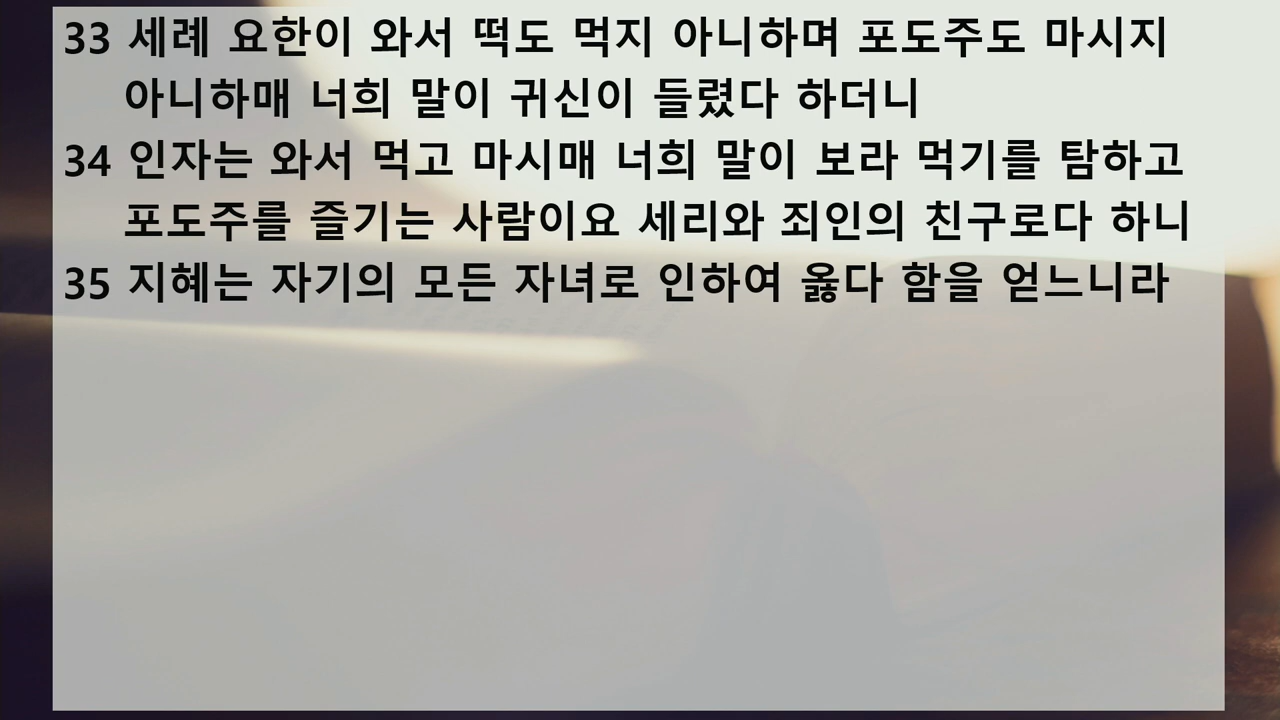 33 세례 요한이 와서 떡도 먹지 아니하며 포도주도 마시지
아니하매 너희 말이 귀신이 들렸다 하더니
34 인자는 와서 먹고 마시매 너희 말이 보라 먹기를 탐하고
포도주를 즐기는 사람이요 세리와 죄인의 친구로다 하니
35 지혜는 자기의 모든 자녀로 인하여 옳다 함을 얻느니라